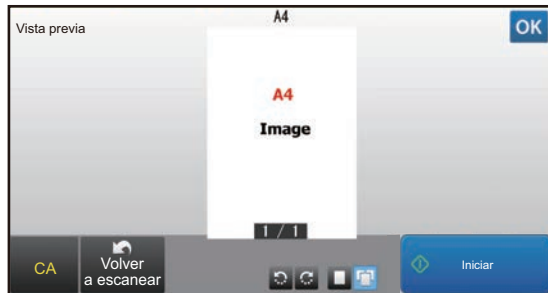 A4
Vista previa
OK
A4
Image
1 / 1
CA
Volver
a escanear
Iniciar